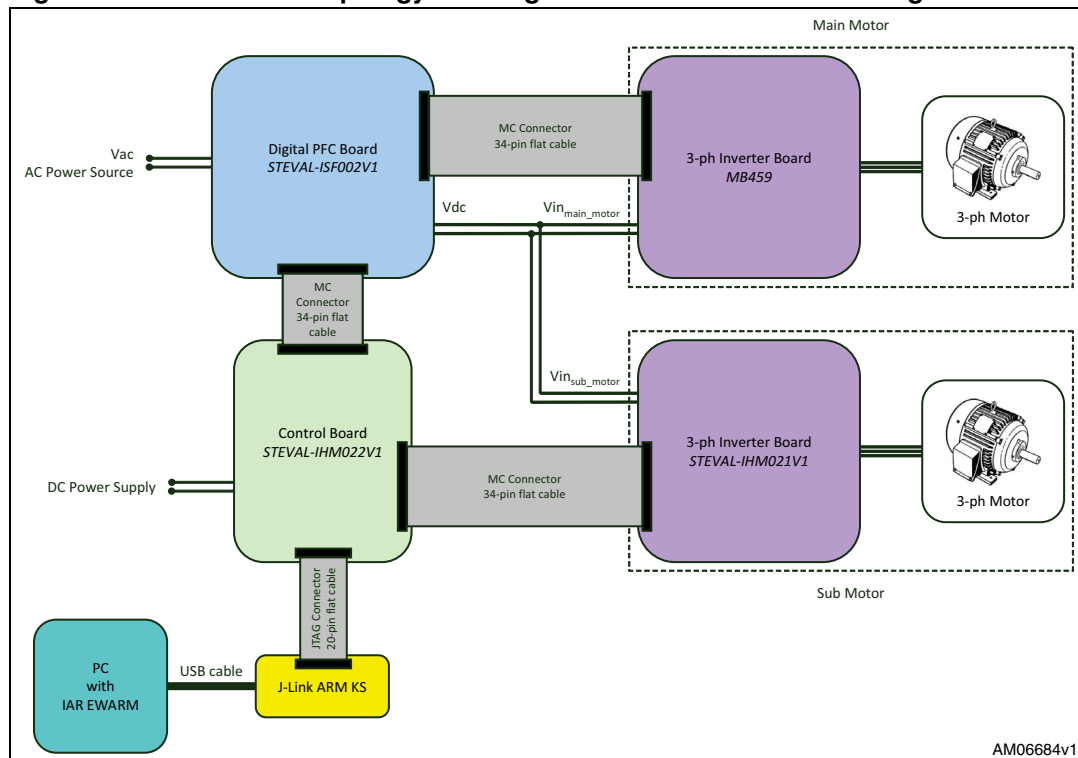 Main Motor
Digital PFC Board
STEVAL-ISF002V1
MC Connector
34-pin flat cable
3-ph Inverter Board
MB459
3-ph Motor
Vac
AC Power Source
Vdc
Vinmain_motor
MC
Connector
34-pin flat
cable
Vinsub_motor
Control Board
STEVAL-IHM022V1
MC Connector
34-pin flat cable
3-ph Inverter Board
STEVAL-IHM021V1
3-ph Motor
DC Power Supply
Sub Motor
JTAG Connector
20-pin flat cable
PC
with
IAR EWARM
USB cable
J-Link ARM KS
AM06684v1